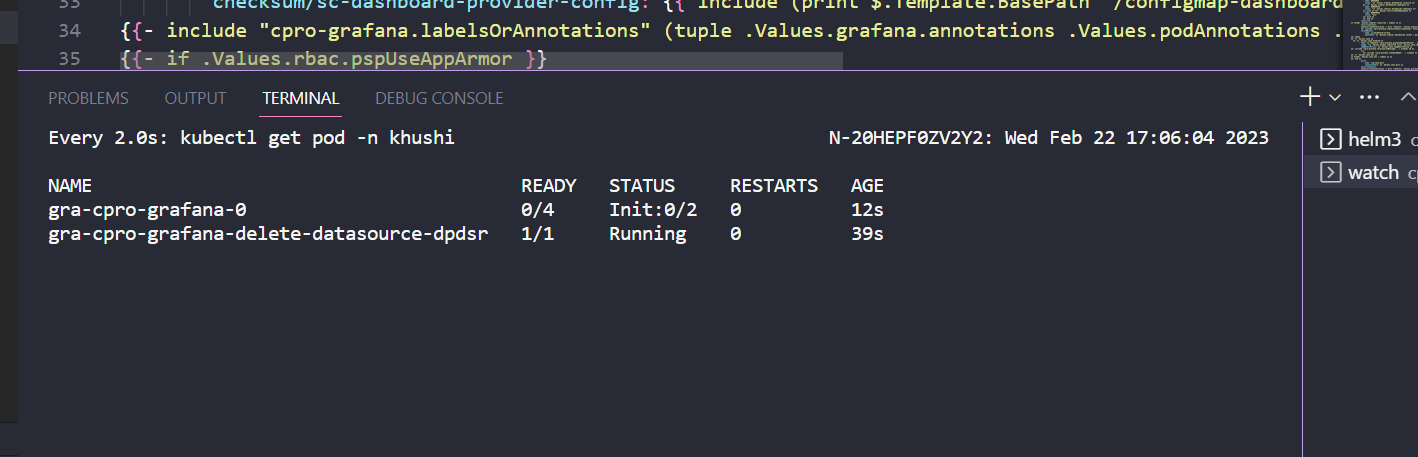 33 checksum/sc-dashboard-provider-config: {{ include (print $.Template.BasePath "/configmap-dashboard
34 {{- include "cpro-grafana.labelsOrAnnotations" (tuple .Values.grafana.annotations .Values.podAnnotations .
35 {{- if .Values.rbac.pspUseAppArmor }}
PROBLEMS OUTPUT TERMINAL DEBUG CONSOLE
Every 2.0s: kubectl get pod -n khushi N-20HEPF0ZV2Y2: Wed Feb 22 17:06:04 2023
NAME READY STATUS RESTARTS AGE
gra-cpro-grafana-0 0/4 Init:0/2 0 12s
gra-cpro-grafana-delete-datasource-dpdsr 1/1 Running 0 39s
helm3
watch